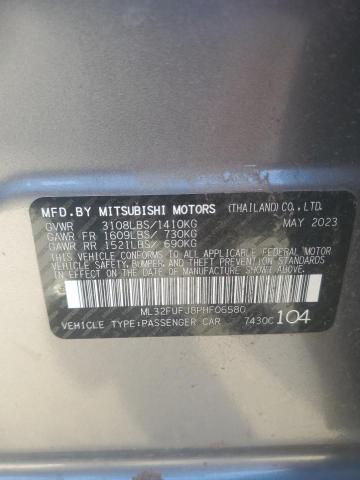 MFD.BY MITSUBISHI MOTORS (THAILAND)CO.,LTD.
GVWR 3108LBS/1410KG MAY 2023
GAWR FR 1609LBS/ 730KG
GAWR RR 1521LBS/ 690KG
THIS VEHICLE CONFORMS TO ALL APPLICABLE FEDERAL MOTOR
VEHICLE SAFETY, BUMPER, AND THEFT PREVENTION STANDARDS
IN EFFECT ON THE DATE OF MANUFACTURE SHOWN ABOVE.
ML32FUFJ8PHF06580
VEHICLE TYPE:PASSENGER CAR 7430C 104